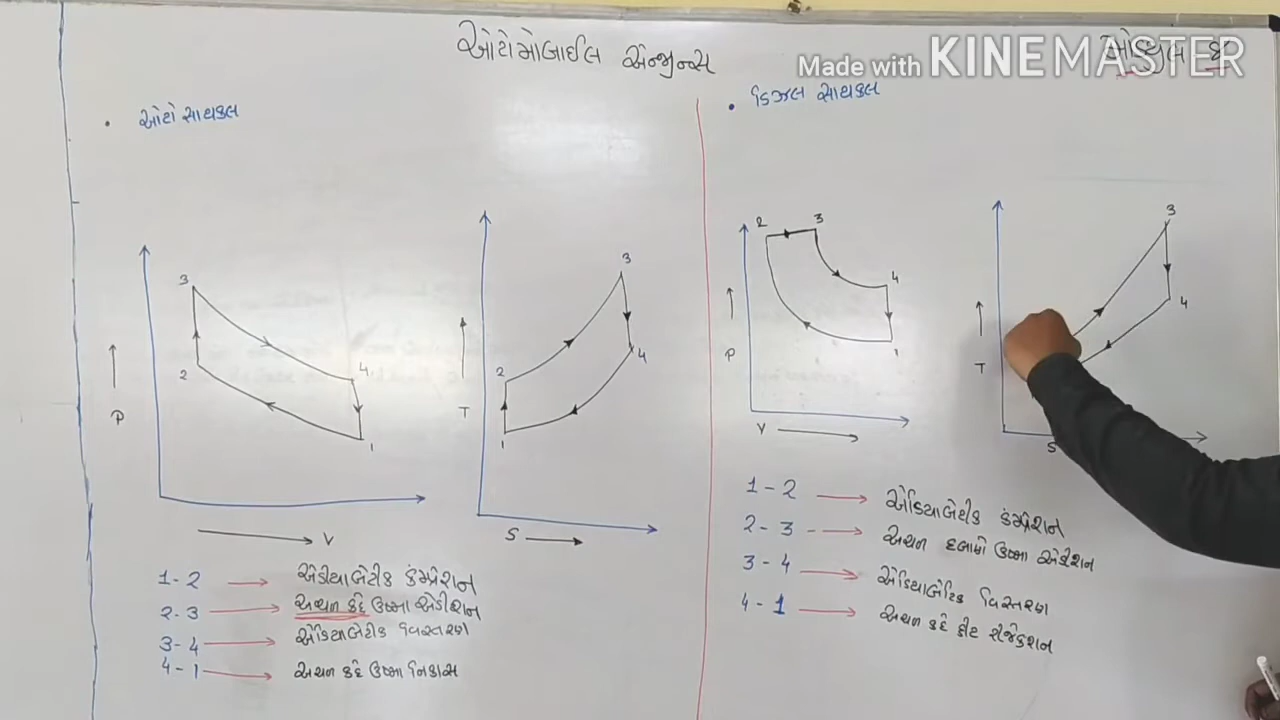 ઓટોમોબાઈલ એન્જીન્સ
Made with KINEMASTER
• ઓટો સાયકલ
• ડિઝલ સાયકલ
3
2
4
1
P
V
3
2
4
1
T
S
2 3
4
1
P
V
3
4
T
S
1-2 → એડીયાબેટીક કંમ્પ્રેશન
2-3 → અચળ કદે ઉષ્મા એડીશન
3-4 → એડિયાબેટીક વિસ્તરણ
4-1 → અચળ કદે ઉષ્મા નિકાસ
1-2 → એડિયાબેટીક કંમ્પ્રેશન
2-3 → અચળ દબાણે ઉષ્મા એડીશન
3-4 → એડિયાબેટિક વિસ્તરણ
4-1 → અચળ કદે હીટ રીજેકશન